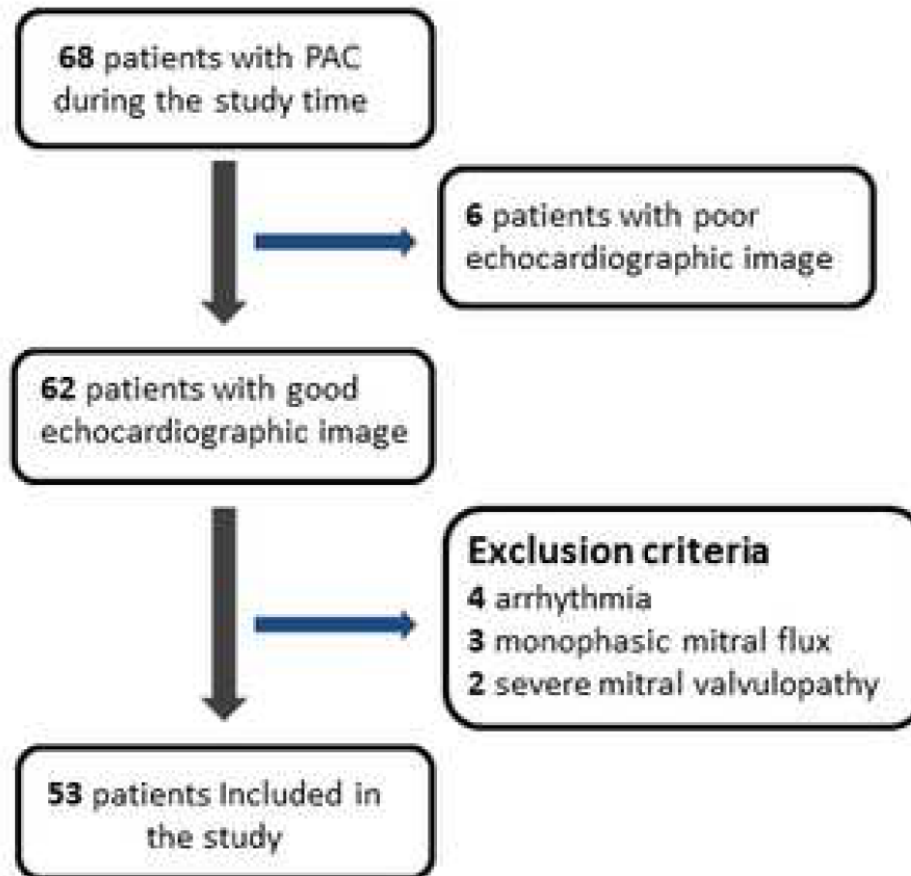 68 patients with PAC
during the study time
6 patients with poor
echocardiographic image
62 patients with good
echocardiographic image
Exclusion criteria
4 arrhythmia
3 monophasic mitral flux
2 severe mitral valvulopathy
53 patients Included in
the study